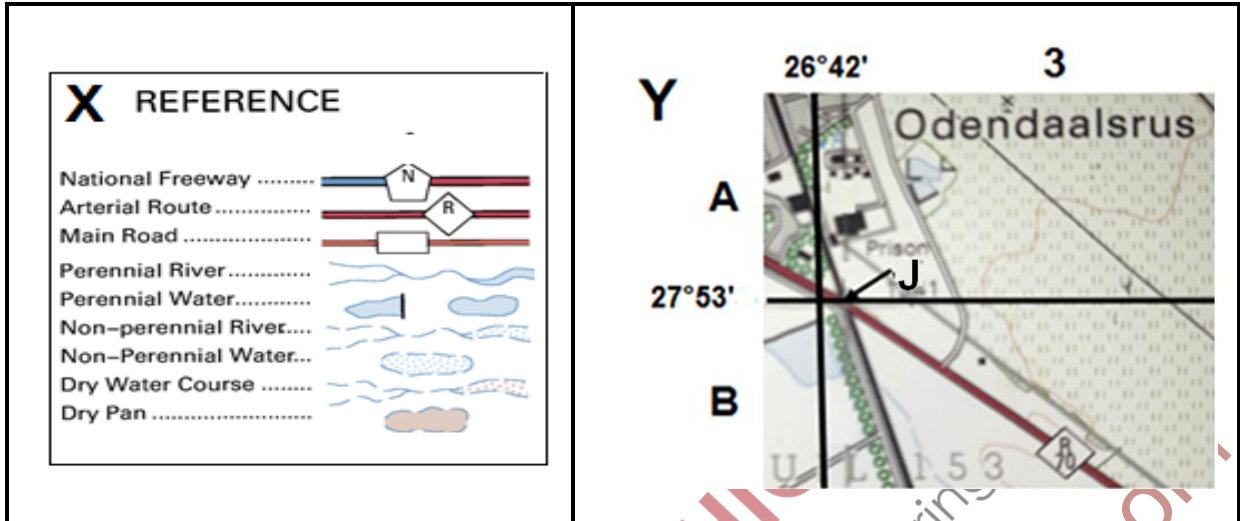 X REFERENCE
National Freeway .........
N
Arterial Route...............
R
Main Road ....................
Perennial River.............
Perennial Water............
Non-perennial River....
Non-Perennial Water...
Dry Water Course ........
Dry Pan ..........................
26°42'
3
Y
Odendaalsrus
A
Prison
J
27°53'
B
R
70
U L 153